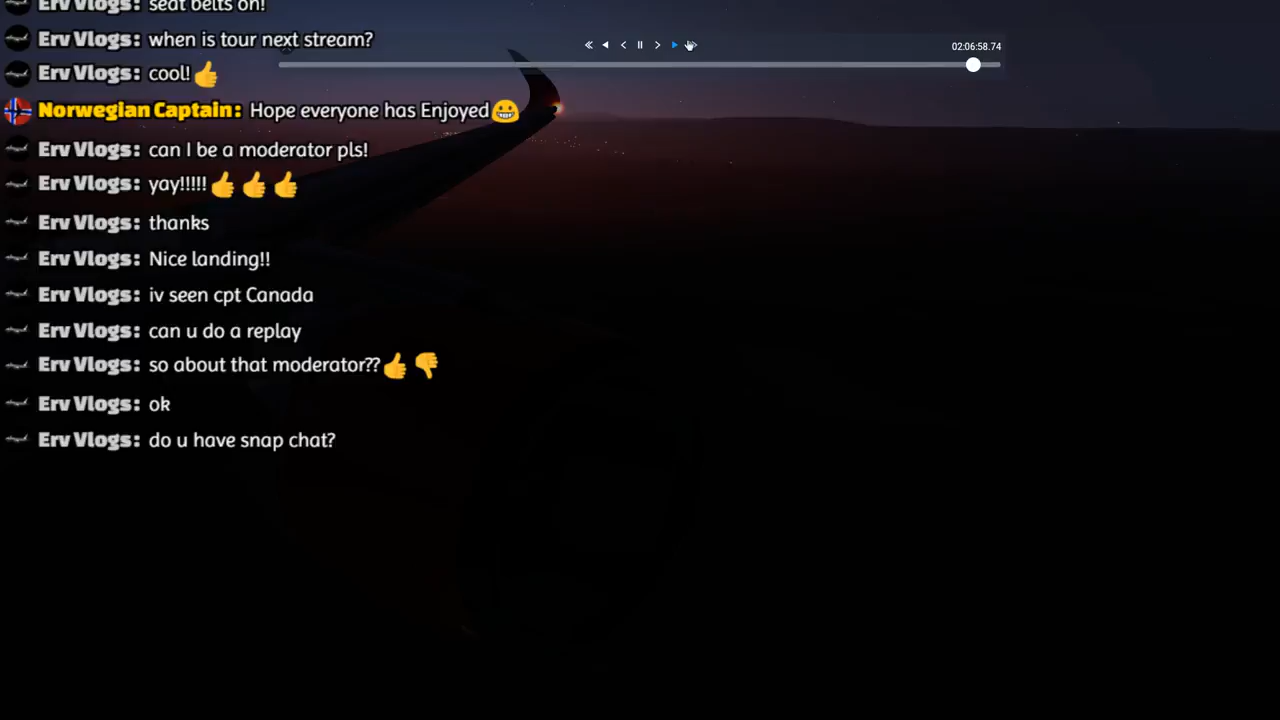 Erv Vlogs: seat belts on!
02:06:58.74
Erv Vlogs: when is tour next stream?
Erv Vlogs: cool!👍
Norwegian Captain: Hope everyone has Enjoyed😀
Erv Vlogs: can I be a moderator pls!
Erv Vlogs: yay!!!!!👍👍👍
Erv Vlogs: thanks
Erv Vlogs: Nice landing!!
Erv Vlogs: iv seen cpt Canada
Erv Vlogs: can u do a replay
Erv Vlogs: so about that moderator??👍👎
Erv Vlogs: ok
Erv Vlogs: do u have snap chat?